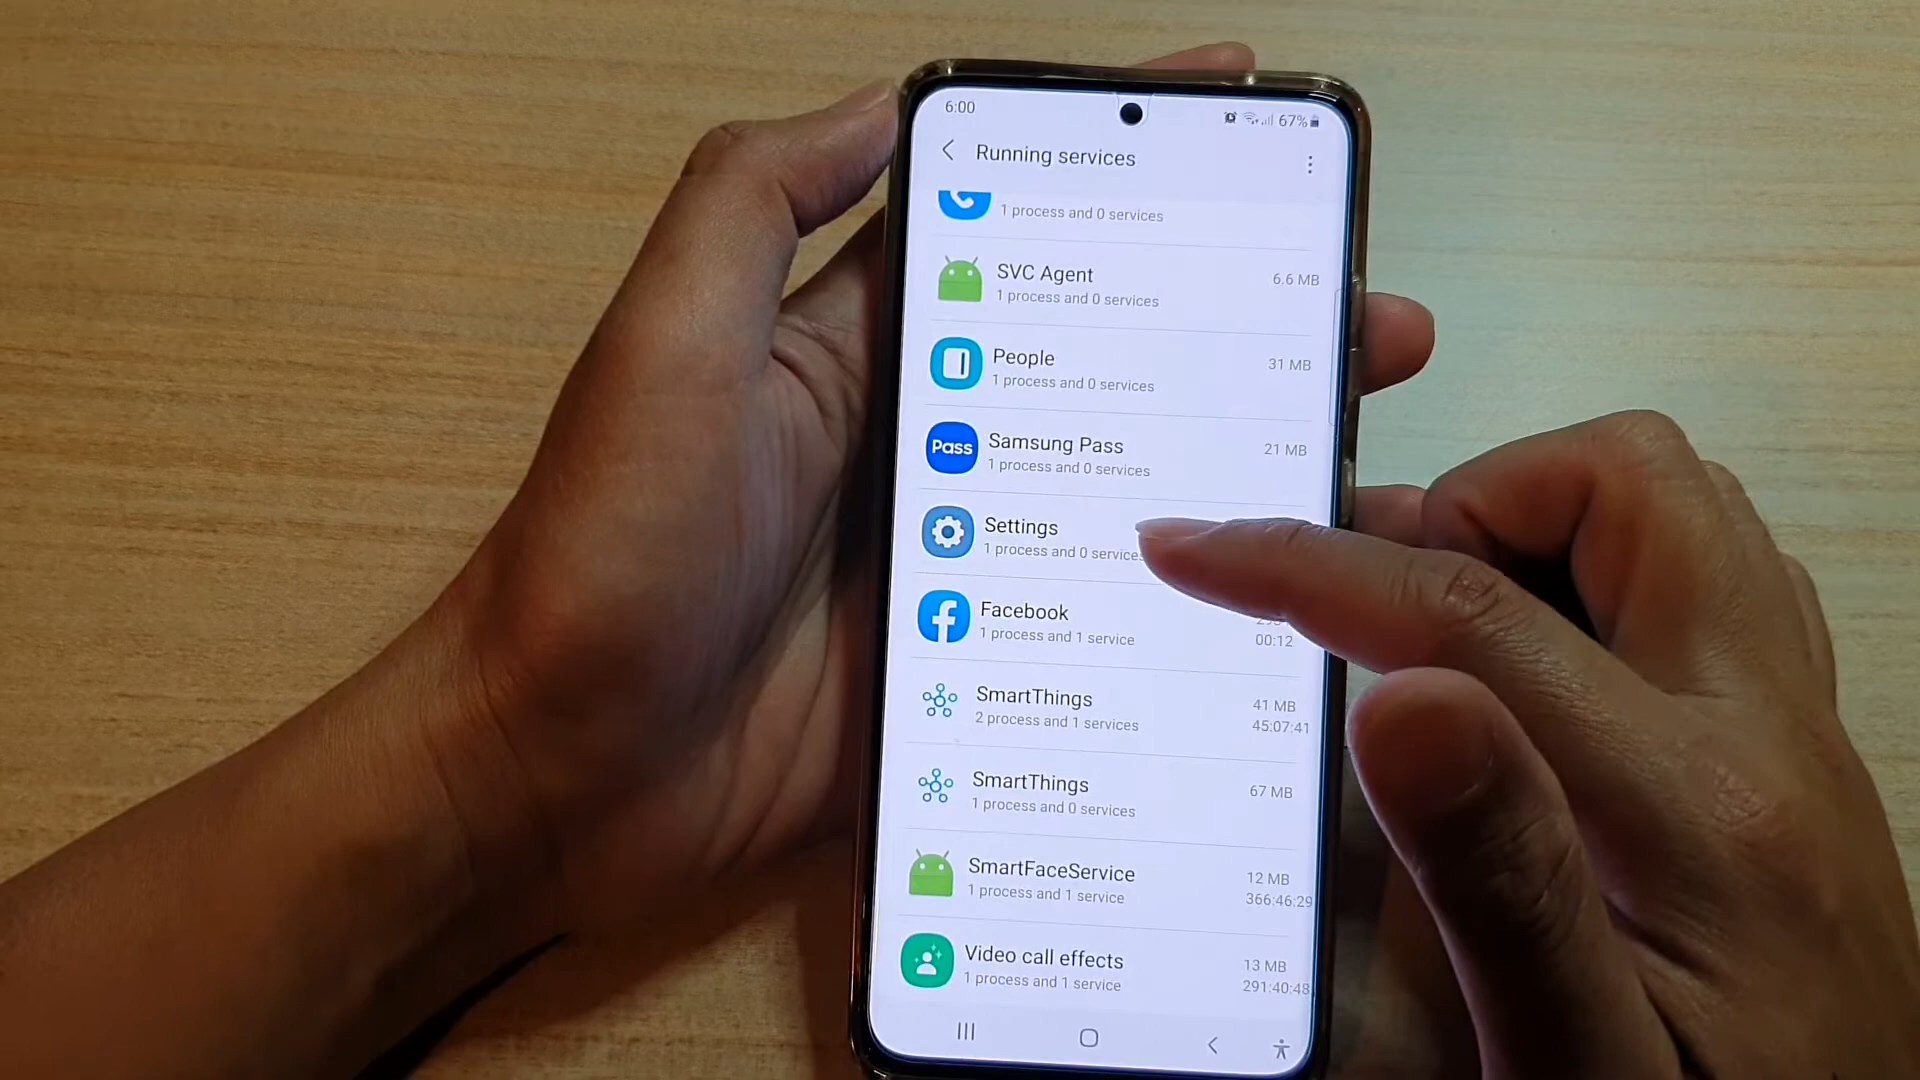 6:00
67%
Running services
1 process and 0 services
SVC Agent
6.6 MB
1 process and 0 services
People
31 MB
1 process and 0 services
Pass
Samsung Pass
21 MB
1 process and 0 services
Settings
1 process and 0 services
Facebook
1 process and 1 service
00:12
SmartThings
41 MB
2 process and 1 services
45:07:41
SmartThings
67 MB
1 process and 0 services
SmartFaceService
12 MB
1 process and 1 service
366:46:29
Video call effects
13 MB
1 process and 1 service
291:40:48